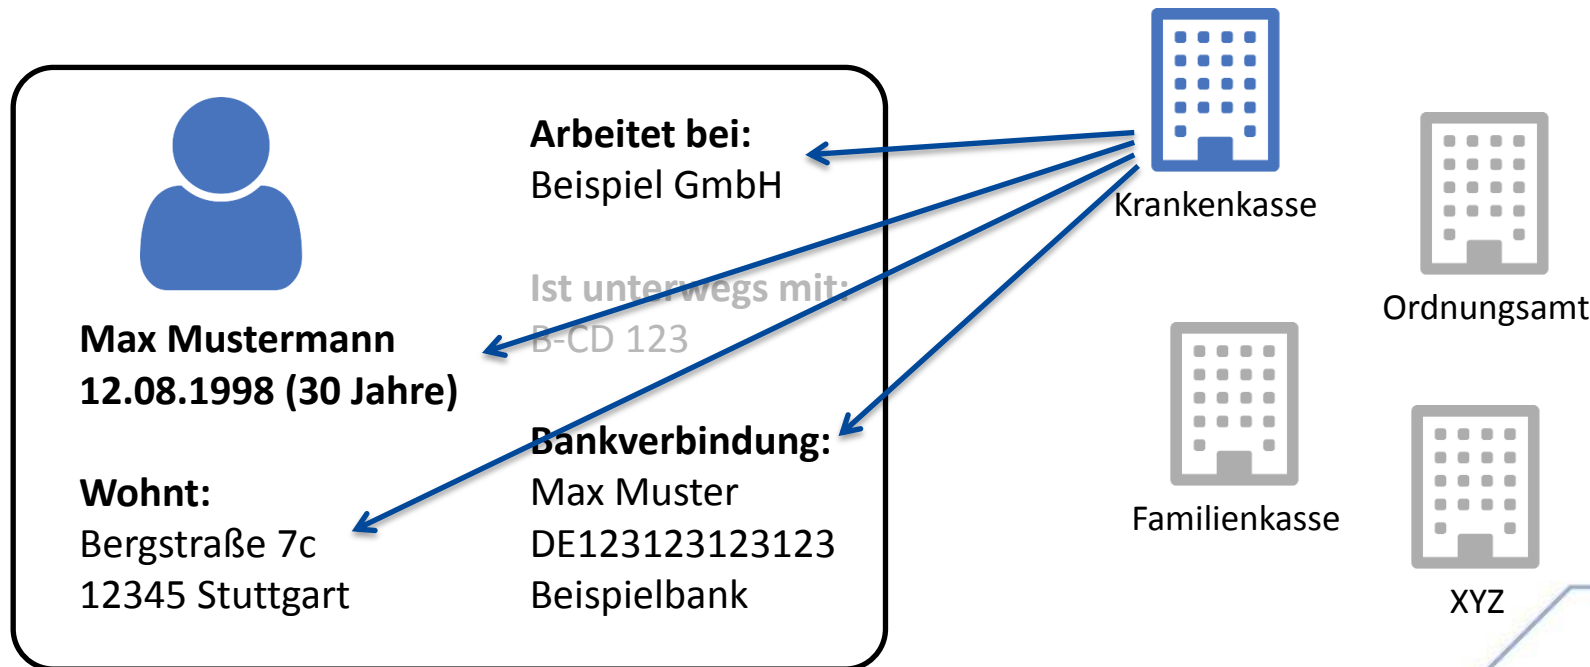 Max Mustermann
12.08.1998 (30 Jahre)
Wohnt:
Bergstraße 7c
12345 Stuttgart
Arbeitet bei:
Beispiel GmbH
Ist unterwegs mit:
B-CD 123
Bankverbindung:
Max Muster
DE123123123123
Beispielbank
Krankenkasse
Ordnungsamt
Familienkasse
XYZ